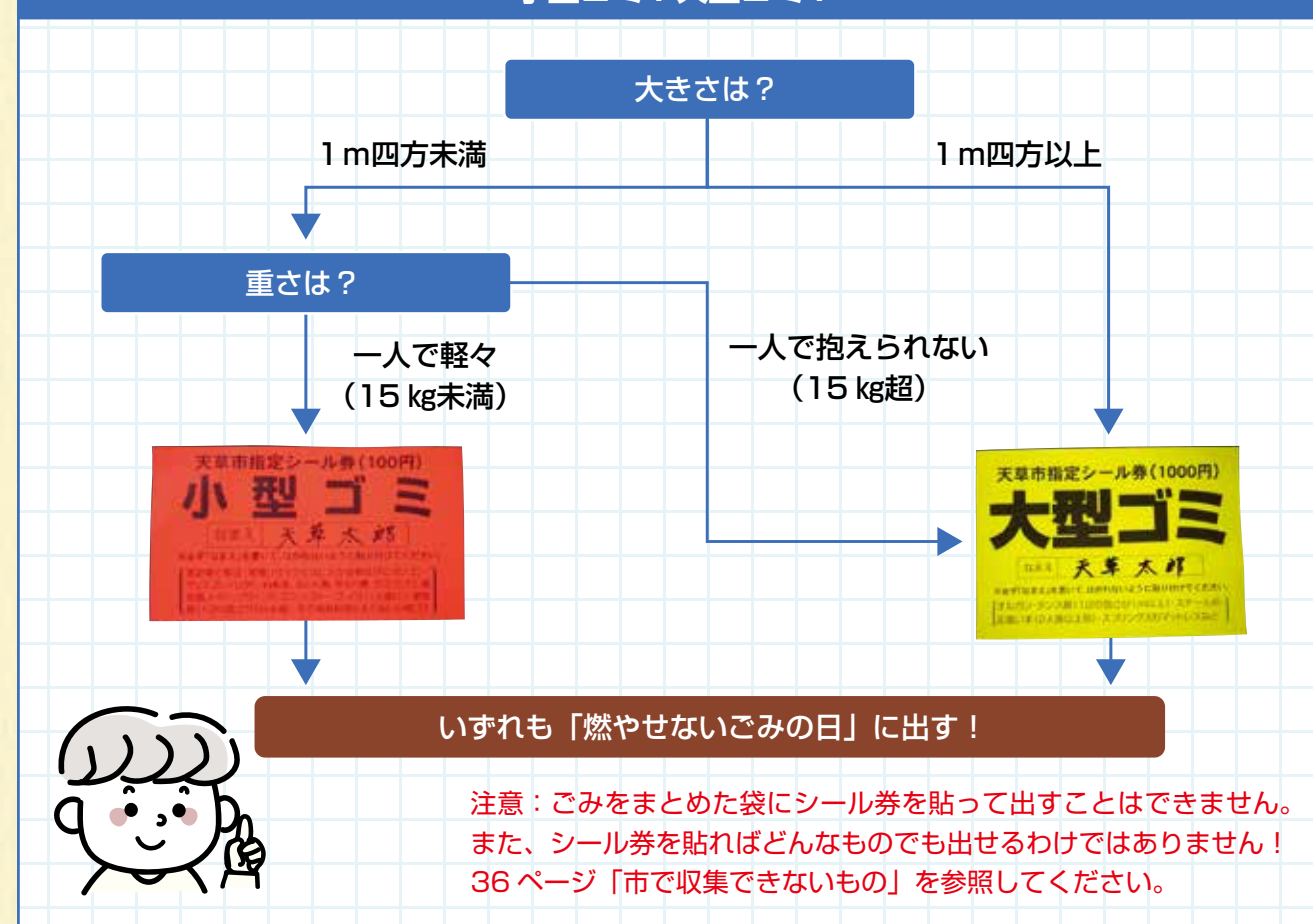 大きさは？
1m四方未満
1m四方以上
重さは？
一人で軽々
（15㎏未満）
一人で抱えられない
（15㎏超）
天草市指定シール券(100円)
小型ゴミ
天草太郎
天草市指定シール券(1000円)
大型ゴミ
天草太郎
いずれも「燃やせないごみの日」に出す！
注意：ごみをまとめた袋にシール券を貼って出すことはできません。
また、シール券を貼ればどんなものでも出せるわけではありません！
36ページ「市で収集できないもの」を参照してください。